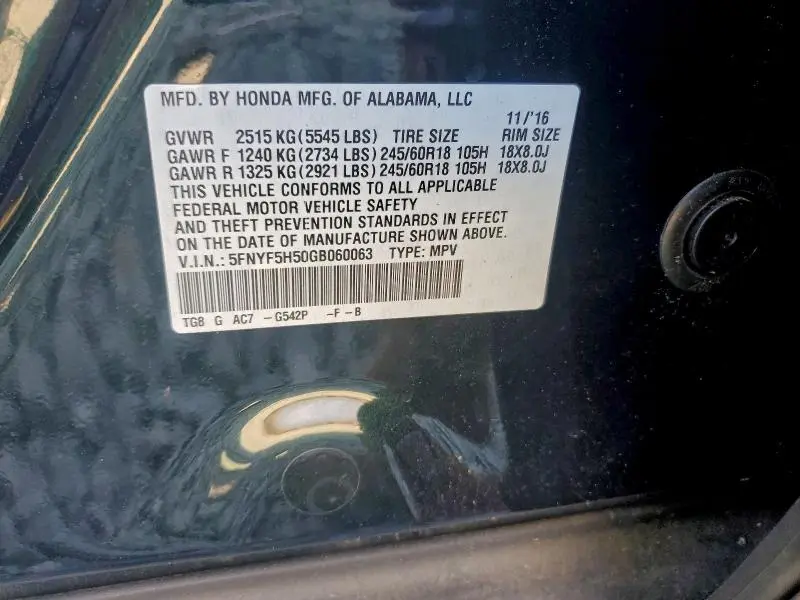 MFD. BY HONDA MFG. OF ALABAMA, LLC
11/'16
GVWR 2515 KG (5545 LBS) TIRE SIZE RIM SIZE
GAWR F 1240 KG (2734 LBS) 245/60R18 105H 18X8.0J
GAWR R 1325 KG (2921 LBS) 245/60R18 105H 18X8.0J
THIS VEHICLE CONFORMS TO ALL APPLICABLE
FEDERAL MOTOR VEHICLE SAFETY
AND THEFT PREVENTION STANDARDS IN EFFECT
ON THE DATE OF MANUFACTURE SHOWN ABOVE.
V.I.N.: 5FNYF5H50GB060063 TYPE: MPV
TG8 G AC7 -G542P -F -B